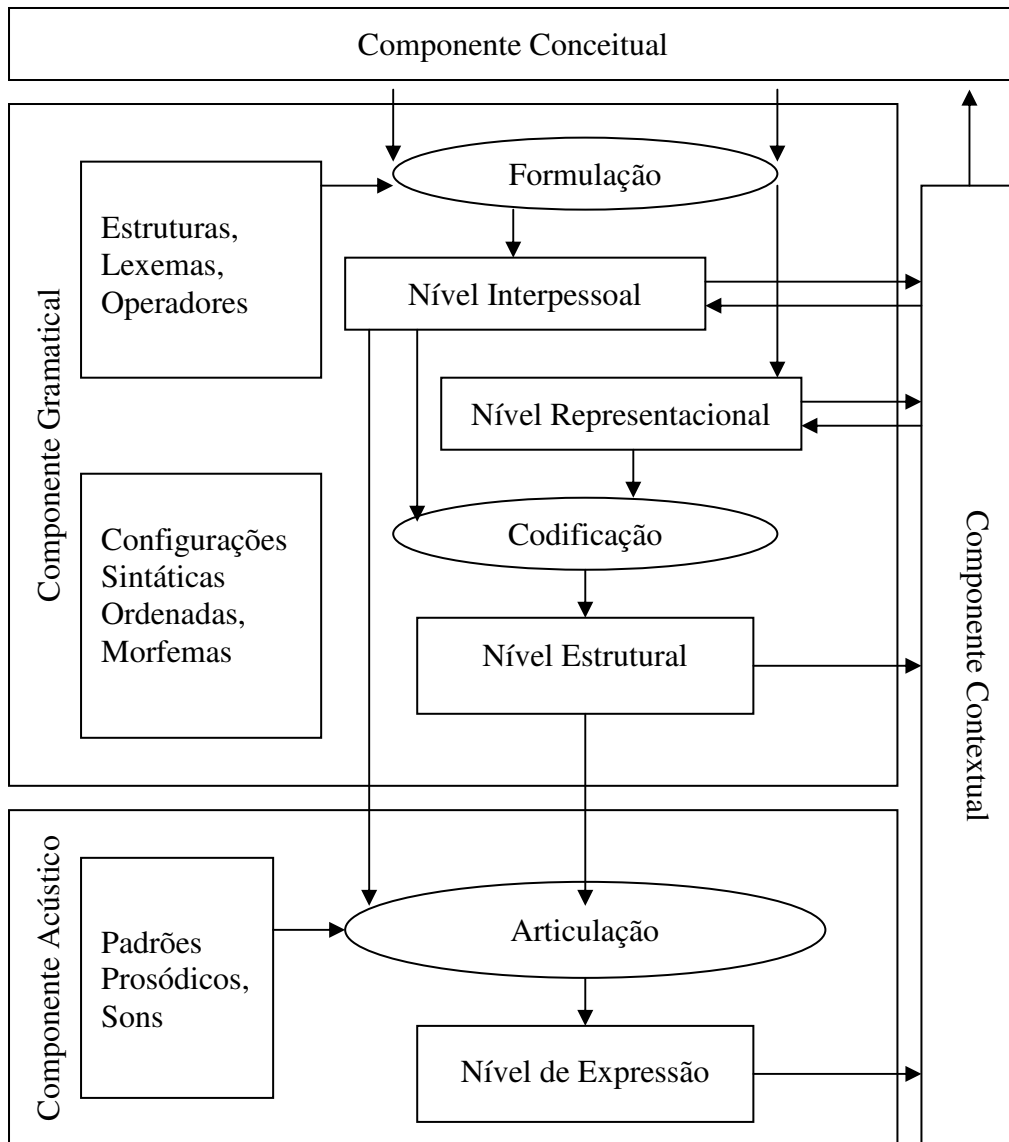 Componente Conceitual
Formulação
Estruturas,
Lexemas,
Operadores
Nível Interpessoal
Nível Representacional
Componente Gramatical
Configurações
Sintáticas
Ordenadas,
Morfemas
Codificação
Nível Estrutural
Componente Contextual
Componente Acústico
Padrões
Prosódicos,
Sons
Articulação
Nível de Expressão